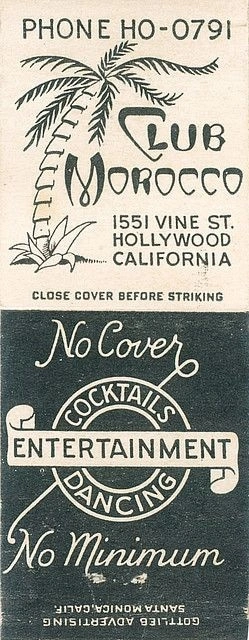 PHONE HO-0791
CLUB
MOROCCO
1551 VINE ST.
HOLLYWOOD
CALIFORNIA
CLOSE COVER BEFORE STRIKING
No Cover
COCKTAILS
ENTERTAINMENT
DANCING
No Minimum
GOTTLIEB ADVERTISING
SANTA MONICA, CALIF.